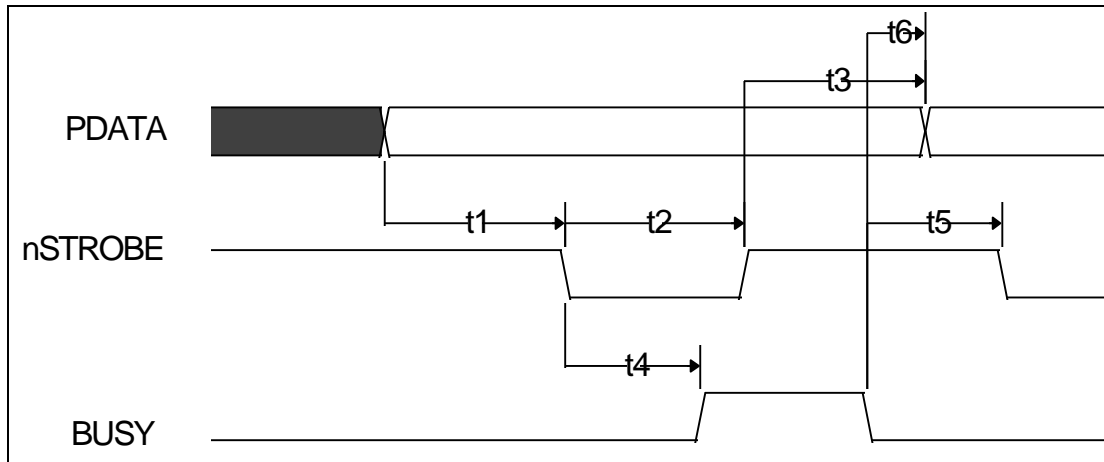 t6
t3
PDATA
t1 t2 t5
nSTROBE
t4
BUSY